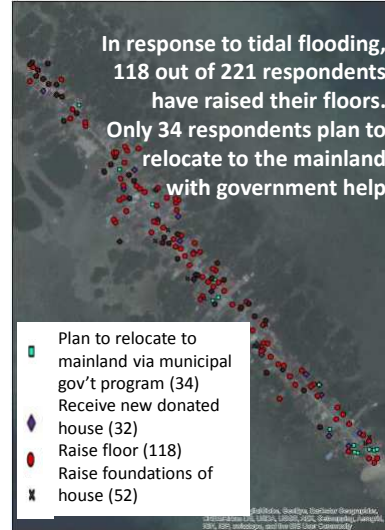 In response to tidal flooding,
118 out of 221 respondents
have raised their floors.
Only 34 respondents plan to
relocate to the mainland
with government help
Plan to relocate to
mainland via municipal
gov't program (34)
Receive new donated
house (32)
Raise floor (118)
Raise foundations of
house (52)